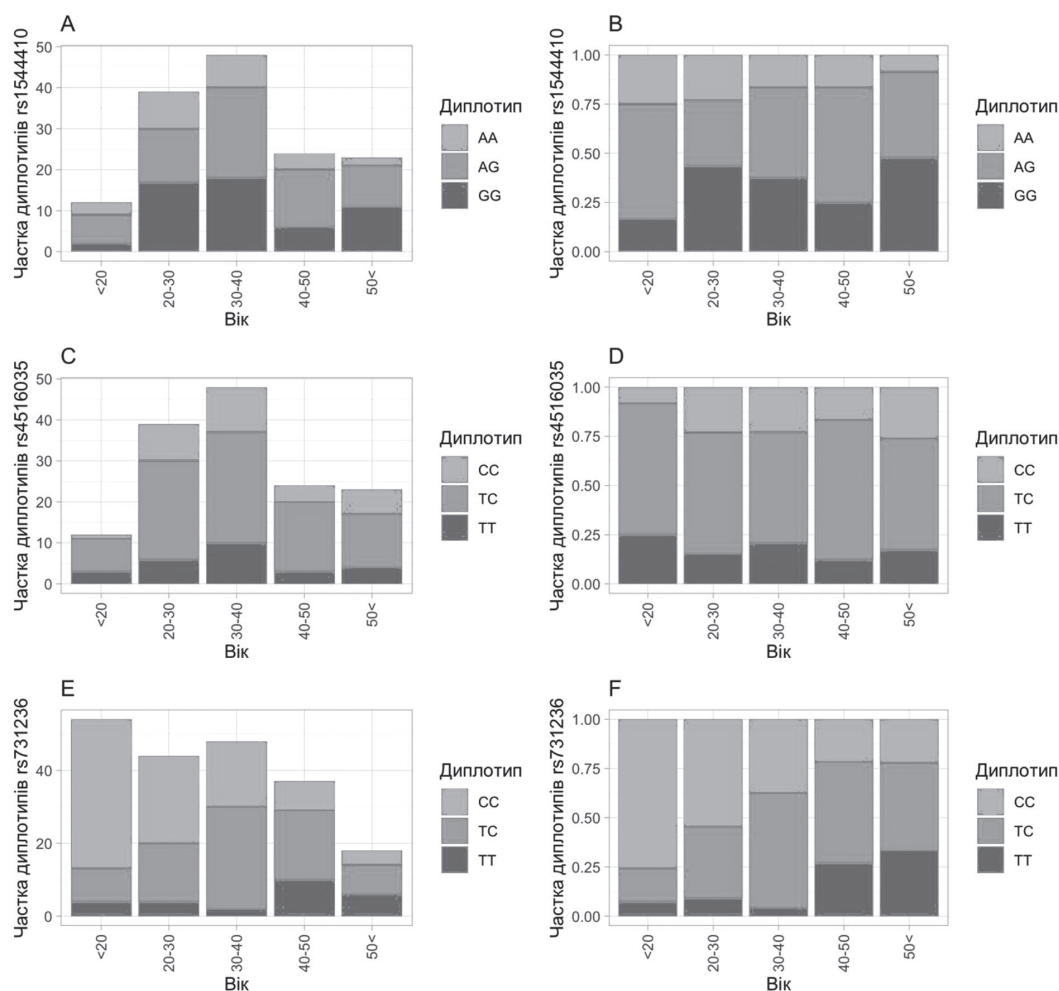 A
Частка диплотипів rs1544410
50
40
30
20
10
0
<20
20-30
30-40
40-50
50<
Вік
Диплотип
AA
AG
GG
B
Частка диплотипів rs1544410
1.00
0.75
0.50
0.25
0.00
<20
20-30
30-40
40-50
50<
Вік
Диплотип
AA
AG
GG
C
Частка диплотипів rs4516035
50
40
30
20
10
0
<20
20-30
30-40
40-50
50<
Вік
Диплотип
CC
TC
TT
D
Частка диплотипів rs4516035
1.00
0.75
0.50
0.25
0.00
<20
20-30
30-40
40-50
50<
Вік
Диплотип
CC
TC
TT
E
Частка диплотипів rs731236
40
20
0
<20
20-30
30-40
40-50
50<
Вік
Диплотип
CC
TC
TT
F
Частка диплотипів rs731236
1.00
0.75
0.50
0.25
0.00
<20
20-30
30-40
40-50
50<
Вік
Диплотип
CC
TC
TT